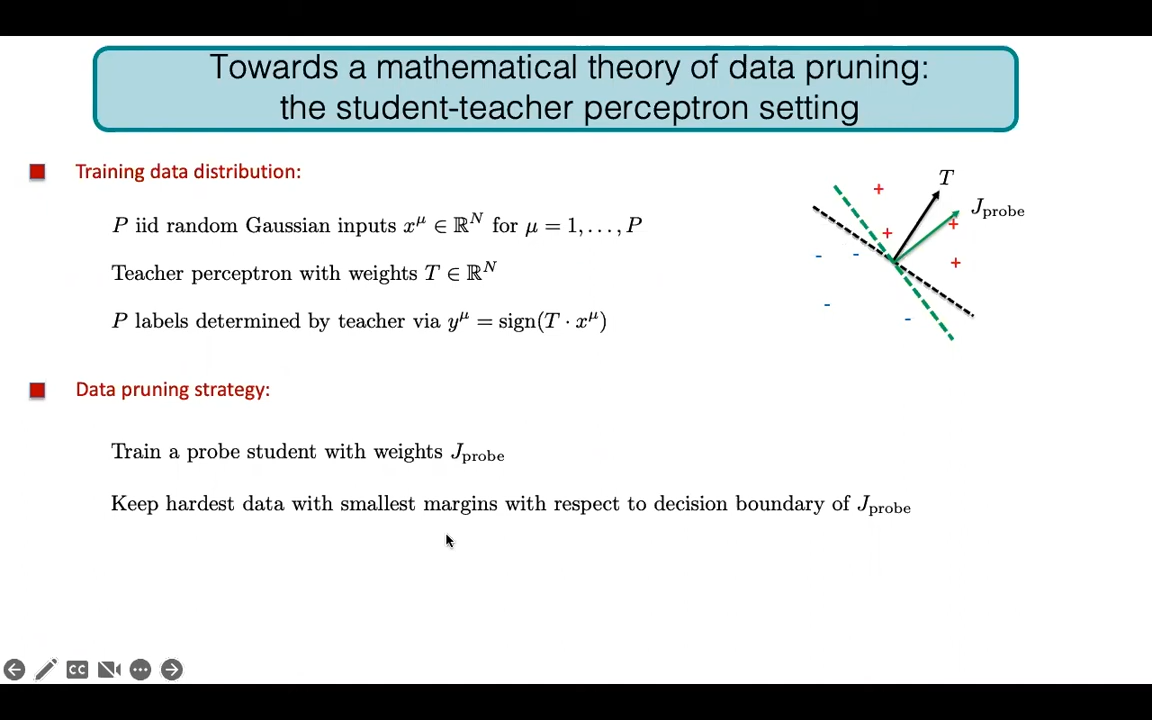 Towards a mathematical theory of data pruning:
the student-teacher perceptron setting
Training data distribution:
P iid random Gaussian inputs x^μ ∈ ℝ^N for μ = 1, . . . , P
Teacher perceptron with weights T ∈ ℝ^N
P labels determined by teacher via y^μ = sign(T · x^μ)
T
J_probe
+
+
+
+
-
-
-
-
Data pruning strategy:
Train a probe student with weights J_probe
Keep hardest data with smallest margins with respect to decision boundary of J_probe
CC